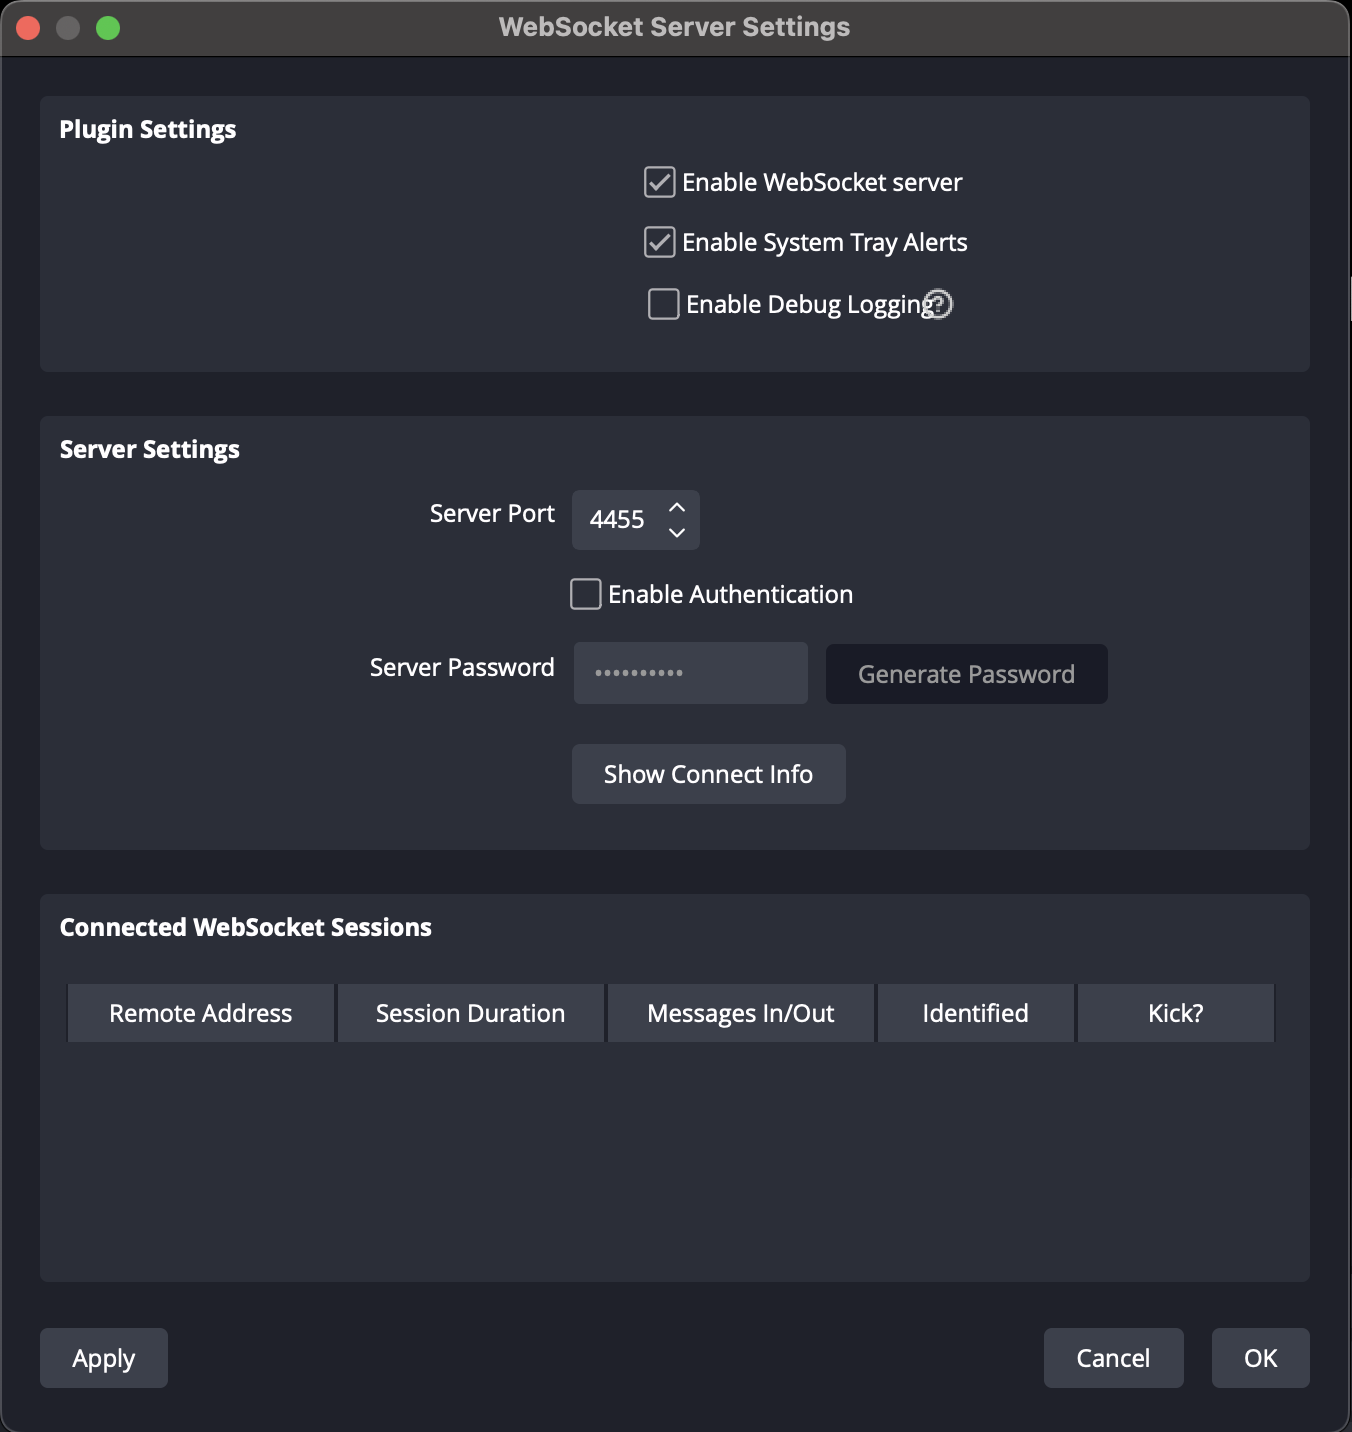 WebSocket Server Settings
Plugin Settings
Enable WebSocket server
Enable System Tray Alerts
Enable Debug Logging ?
Server Settings
Server Port 4455
Enable Authentication
Server Password •••••••••• Generate Password
Show Connect Info
Connected WebSocket Sessions
Remote Address Session Duration Messages In/Out Identified Kick?
Apply Cancel OK